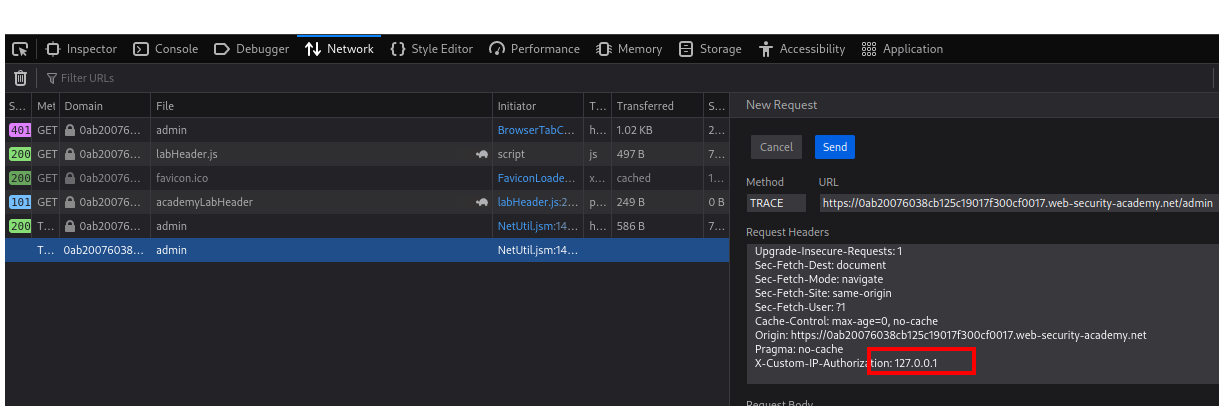 Inspector Console Debugger Network Style Editor Performance Memory Storage Accessibility Application
Filter URLs
S... Met Domain File Initiator T... Transferred S...
401 GET 0ab20076... admin BrowserTabC... h... 1.02 KB 2...
200 GET 0ab20076... labHeader.js script js 497 B 7...
200 GET 0ab20076... favicon.ico FaviconLoade... x... cached 1...
101 GET 0ab20076... academyLabHeader labHeader.js:2... p... 249 B 0 B
200 T... 0ab20076... admin NetUtil.jsm:14... h... 586 B 7...
T... 0ab20076038... admin NetUtil.jsm:14...
New Request
Cancel Send
Method URL
TRACE https://0ab20076038cb125c19017f300cf0017.web-security-academy.net/admin
Request Headers
Upgrade-Insecure-Requests: 1
Sec-Fetch-Dest: document
Sec-Fetch-Mode: navigate
Sec-Fetch-Site: same-origin
Sec-Fetch-User: ?1
Cache-Control: max-age=0, no-cache
Origin: https://0ab20076038cb125c19017f300cf0017.web-security-academy.net
Pragma: no-cache
X-Custom-IP-Authorization: 127.0.0.1
Request Body